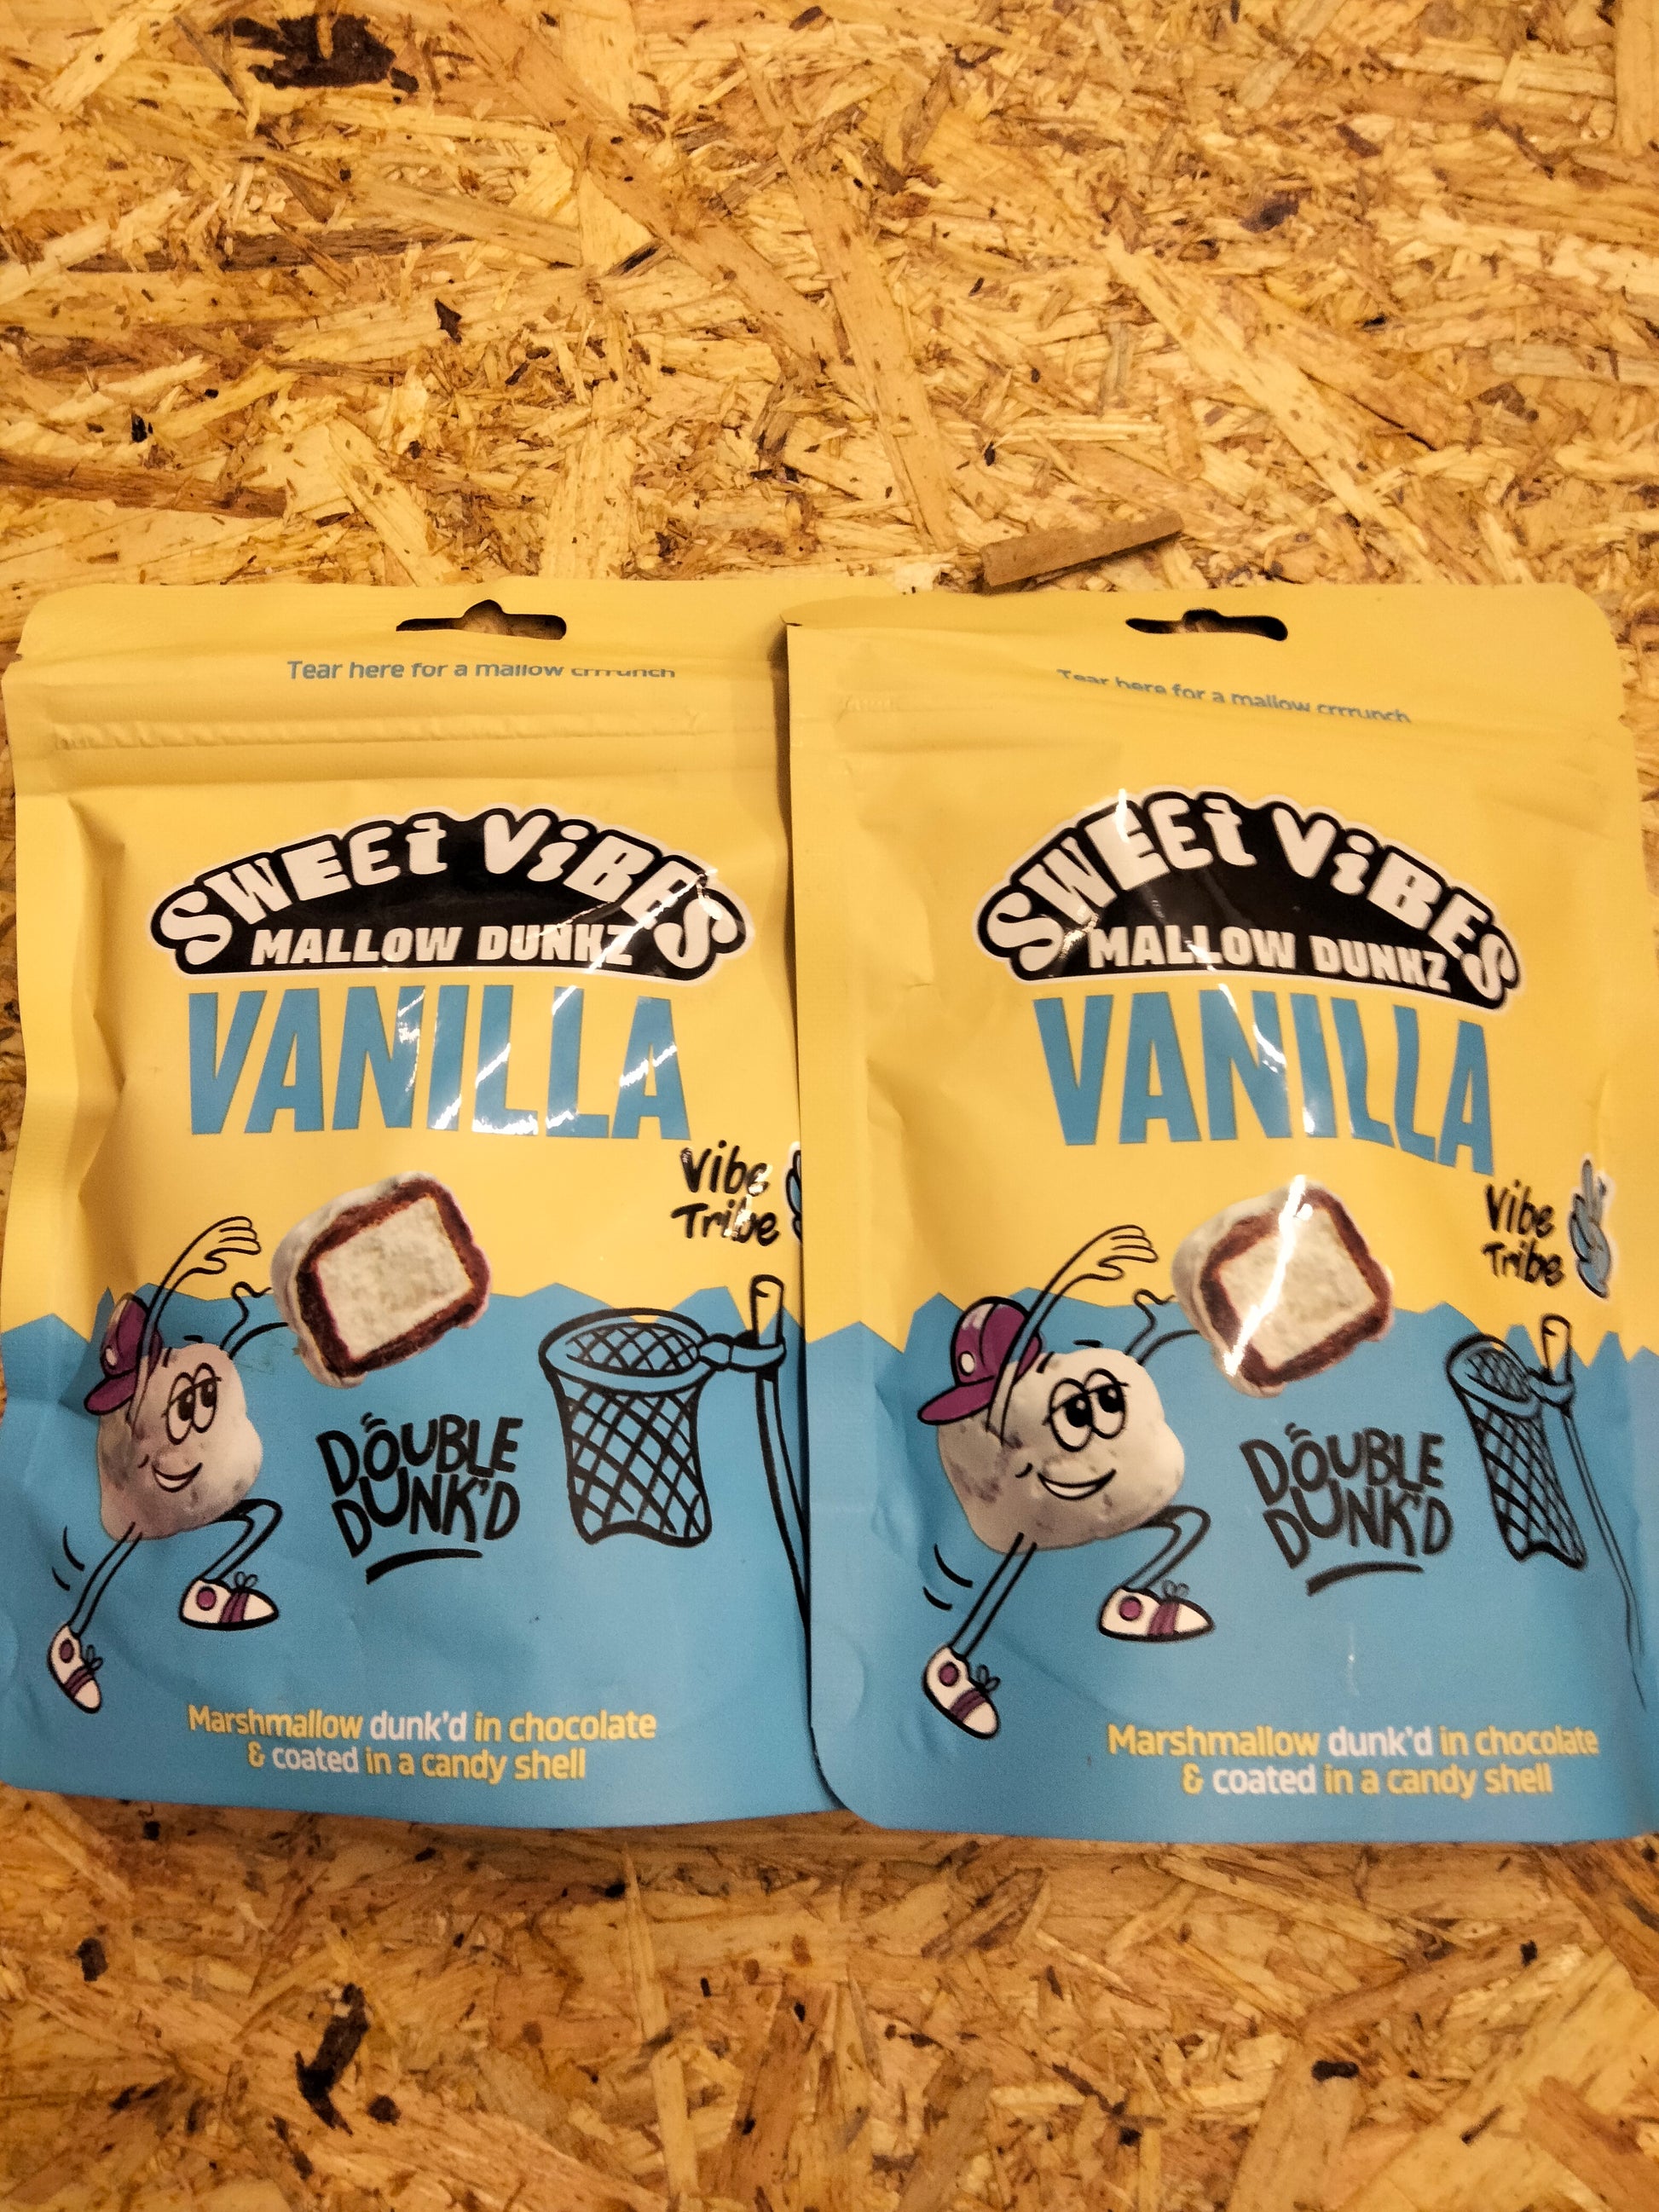 Tear here for a mallow crrrunch
SWEEt ViBES
MALLOW DUNKZ
VANILLA
Vibe
Tribe
DOUBLE
DUNK'D
Marshmallow dunk'd in chocolate
& coated in a candy shell
Tear here for a mallow crrrunch
SWEEt ViBES
MALLOW DUNKZ
VANILLA
Vibe
Tribe
DOUBLE
DUNK'D
Marshmallow dunk'd in chocolate
& coated in a candy shell